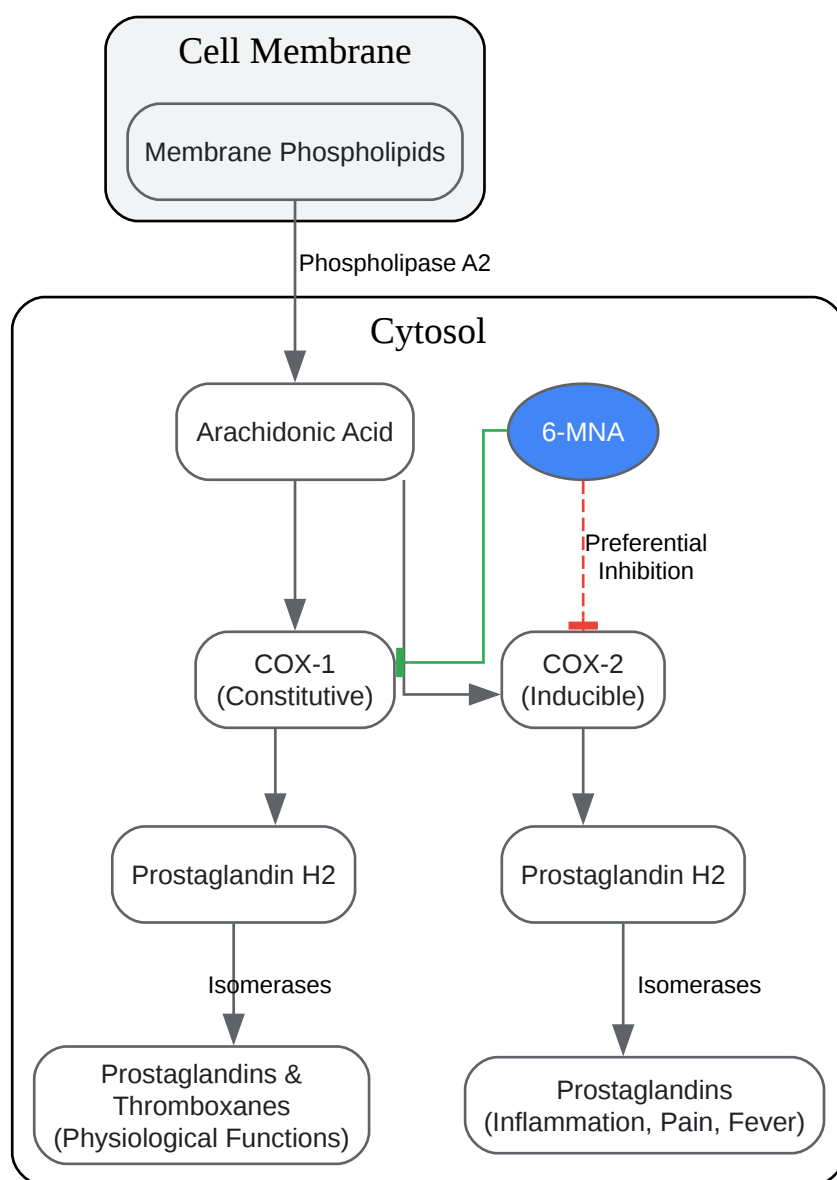 Cell Membrane
Membrane Phospholipids
Phospholipase A2
Cytosol
Arachidonic Acid
6-MNA
Preferential
Inhibition
COX-1
(Constitutive)
COX-2
(Inducible)
Prostaglandin H2
Prostaglandin H2
Isomerases
Isomerases
Prostaglandins &
Thromboxanes
(Physiological Functions)
Prostaglandins
(Inflammation, Pain, Fever)